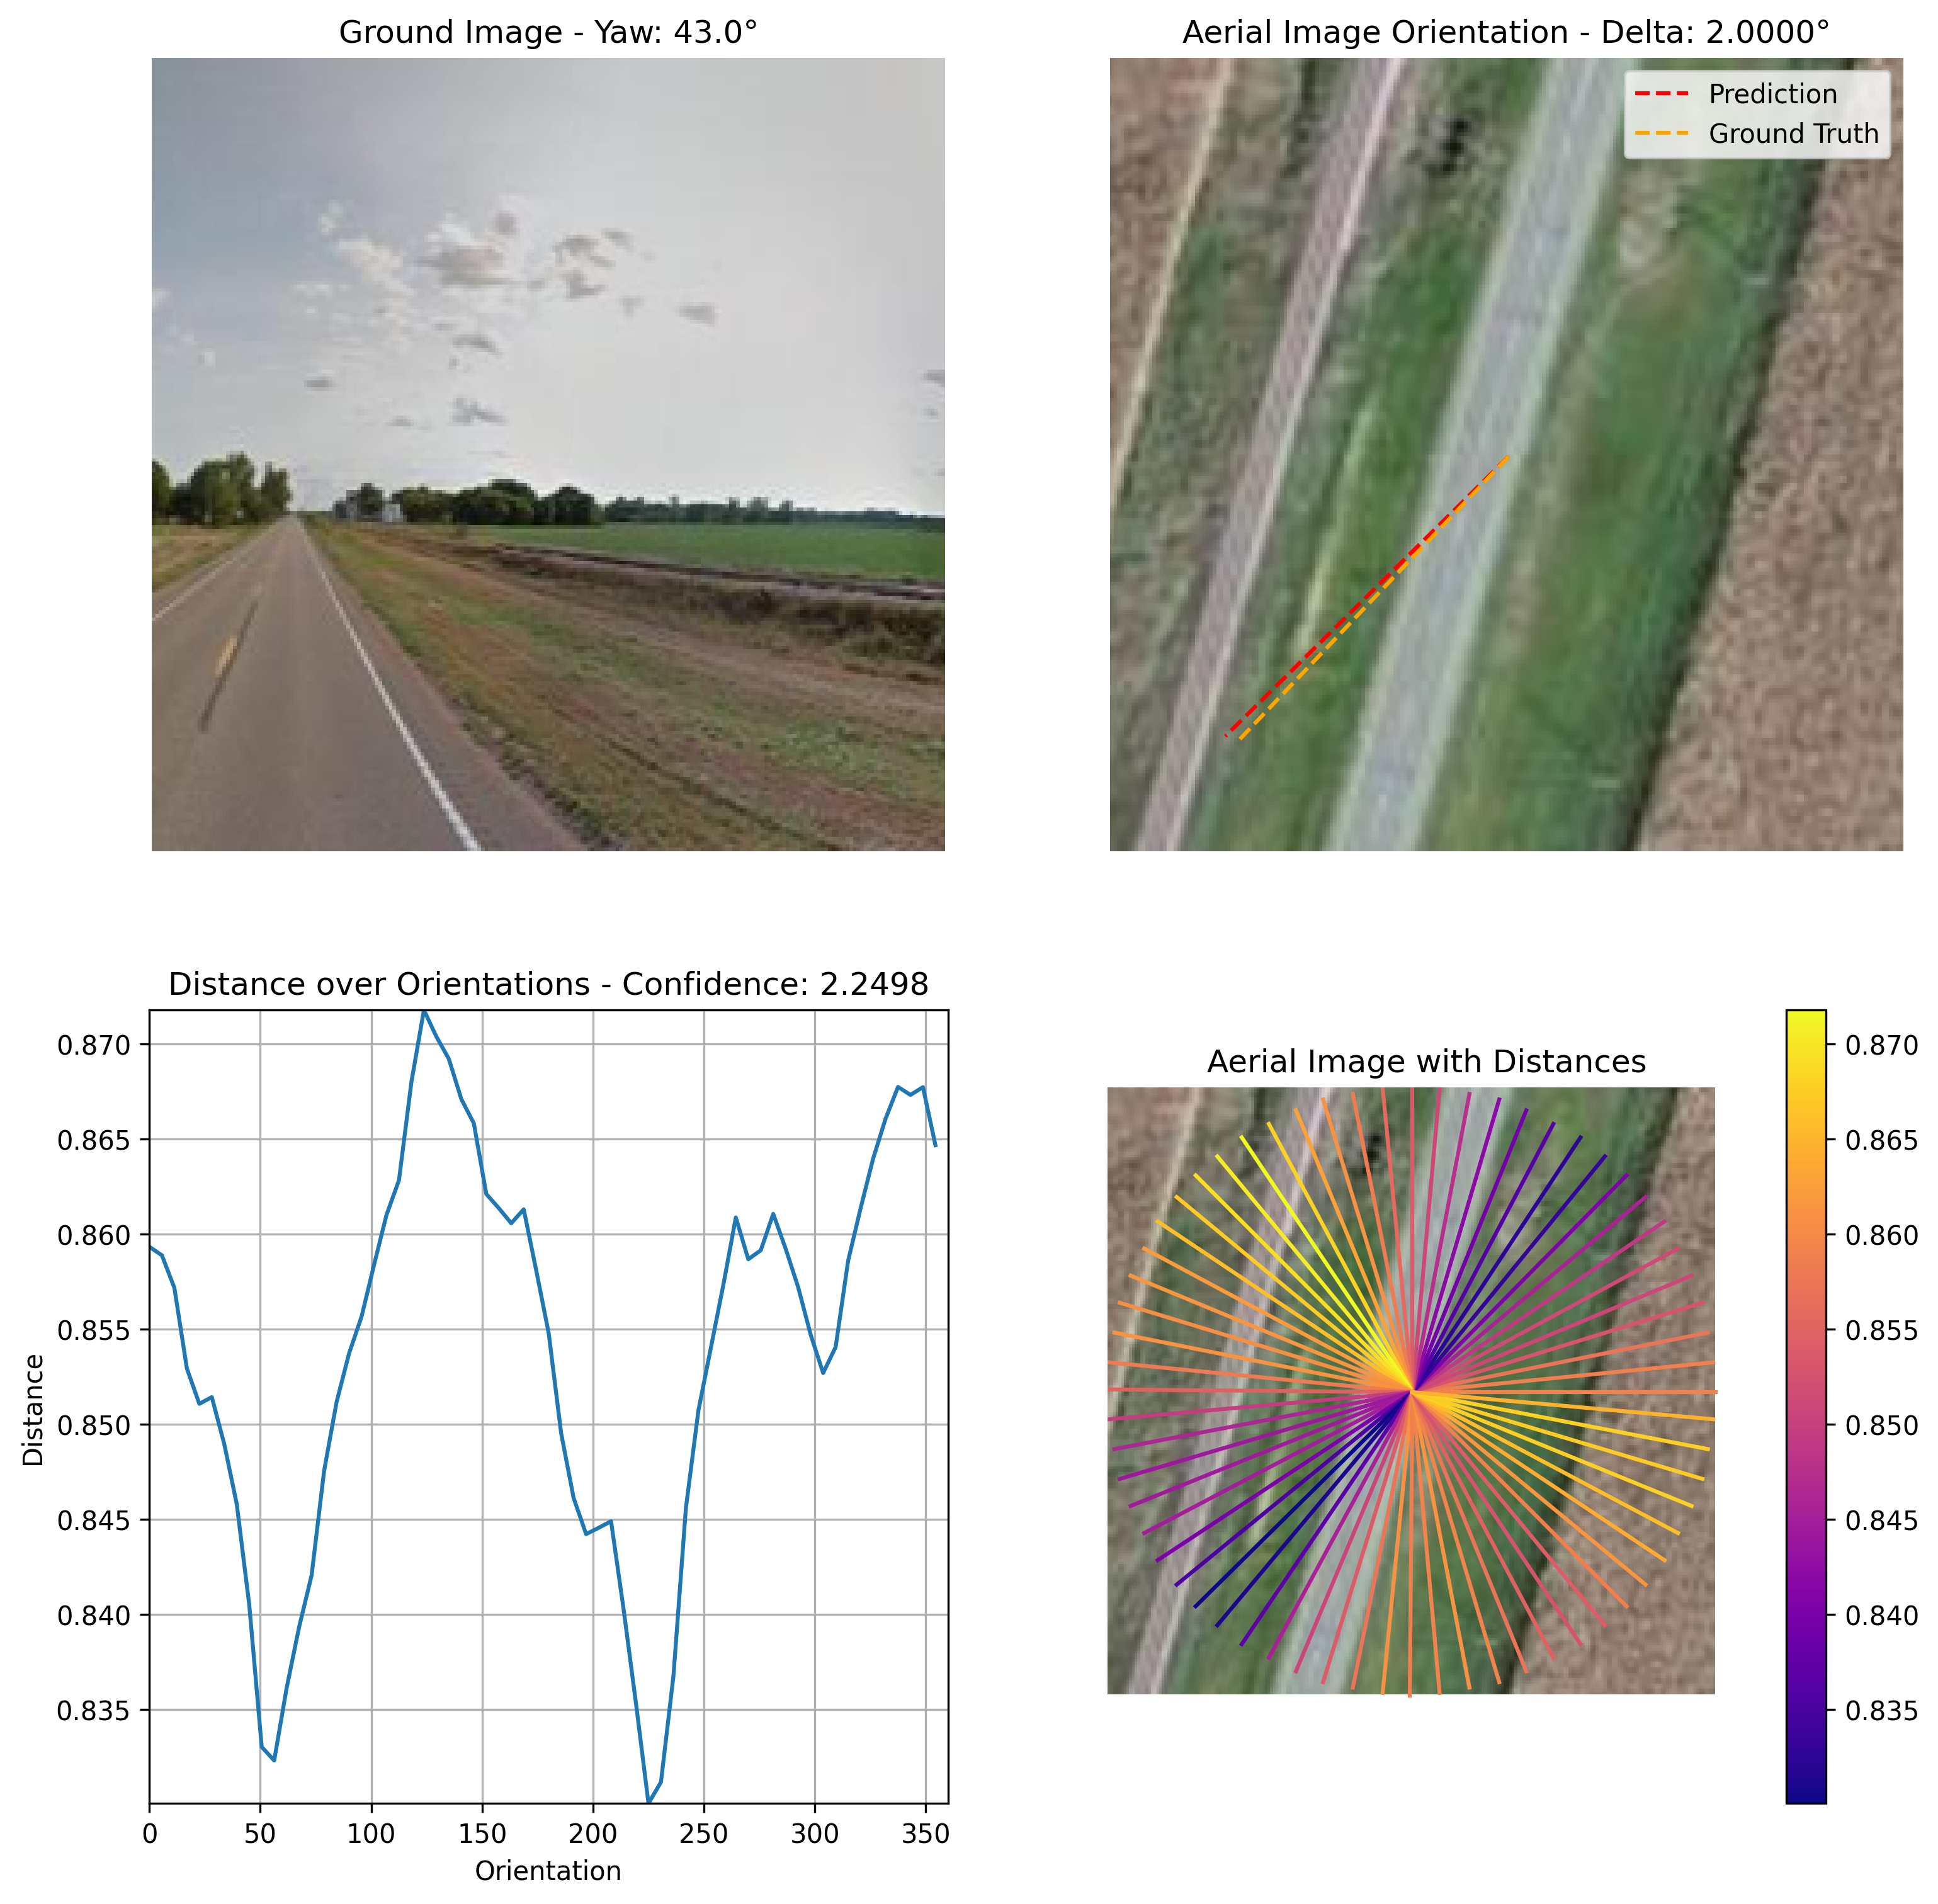 Ground Image - Yaw: 43.0°
Aerial Image Orientation - Delta: 2.0000°
Prediction
Ground Truth
Distance over Orientations - Confidence: 2.2498
0.870
0.865
0.860
0.855
0.850
0.845
0.840
0.835
Distance
0 50 100 150 200 250 300 350
Orientation
Aerial Image with Distances
0.870
0.865
0.860
0.855
0.850
0.845
0.840
0.835